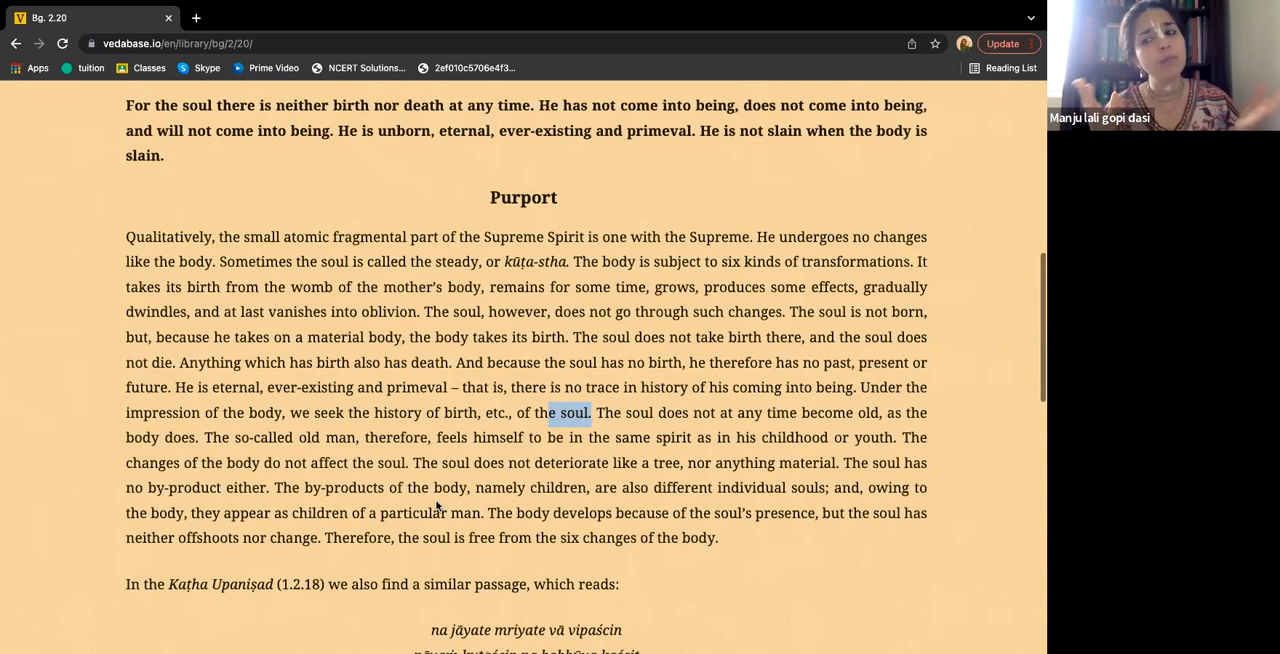 Bg. 2.20
vedabase.io/en/library/bg/2/20/
Update
Apps
tuition
Classes
Skype
Prime Video
NCERT Solutions...
2ef010c5706e4f3...
Reading List
Manju lali gopi dasi
For the soul there is neither birth nor death at any time. He has not come into being, does not come into being,
and will not come into being. He is unborn, eternal, ever-existing and primeval. He is not slain when the body is
slain.
Purport
Qualitatively, the small atomic fragmental part of the Supreme Spirit is one with the Supreme. He undergoes no changes
like the body. Sometimes the soul is called the steady, or kūṭa-stha. The body is subject to six kinds of transformations. It
takes its birth from the womb of the mother’s body, remains for some time, grows, produces some effects, gradually
dwindles, and at last vanishes into oblivion. The soul, however, does not go through such changes. The soul is not born,
but, because he takes on a material body, the body takes its birth. The soul does not take birth there, and the soul does
not die. Anything which has birth also has death. And because the soul has no birth, he therefore has no past, present or
future. He is eternal, ever-existing and primeval – that is, there is no trace in history of his coming into being. Under the
impression of the body, we seek the history of birth, etc., of the soul. The soul does not at any time become old, as the
body does. The so-called old man, therefore, feels himself to be in the same spirit as in his childhood or youth. The
changes of the body do not affect the soul. The soul does not deteriorate like a tree, nor anything material. The soul has
no by-product either. The by-products of the body, namely children, are also different individual souls; and, owing to
the body, they appear as children of a particular man. The body develops because of the soul’s presence, but the soul has
neither offshoots nor change. Therefore, the soul is free from the six changes of the body.
In the Kaṭha Upaniṣad (1.2.18) we also find a similar passage, which reads:
na jāyate mriyate vā vipaścin